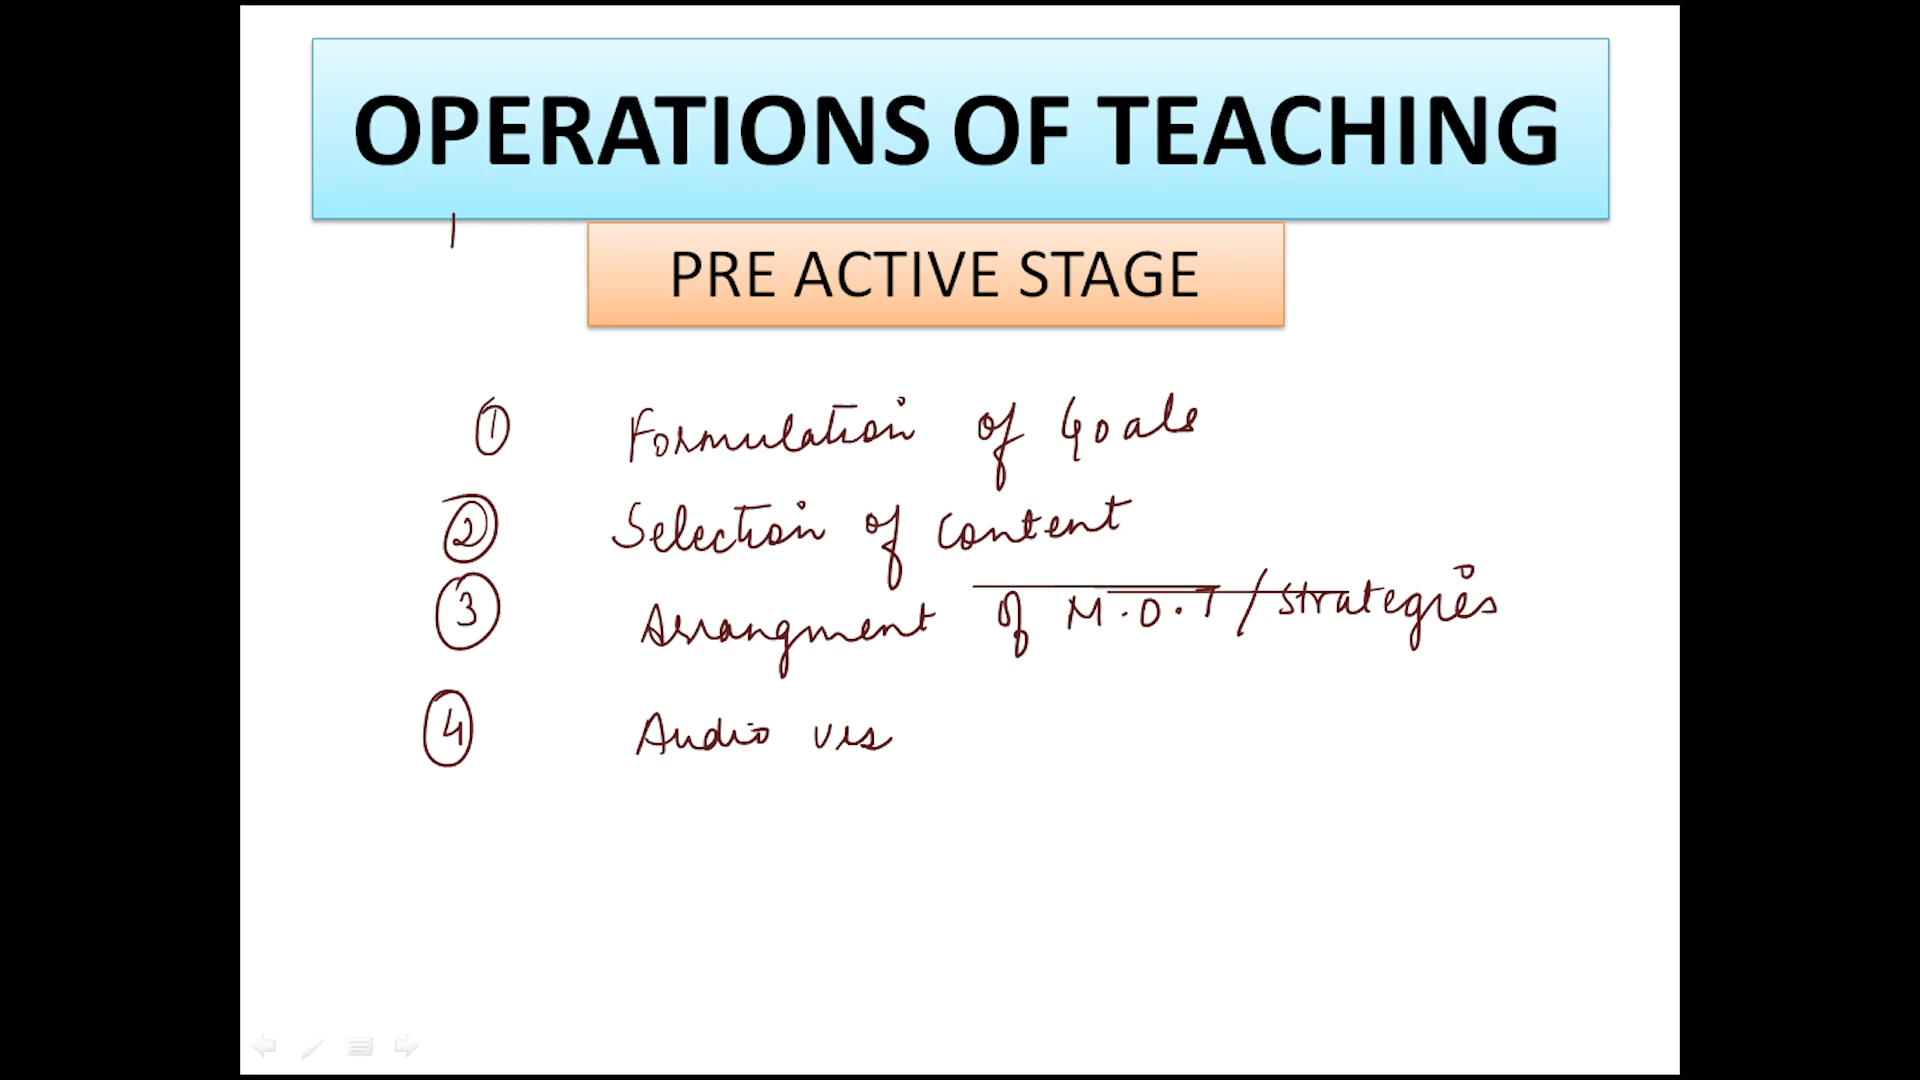 OPERATIONS OF TEACHING
PRE ACTIVE STAGE
1 Formulation of Goals
2 Selection of content
3 Arrangment of M.O.T / Strategies
4 Audio vis